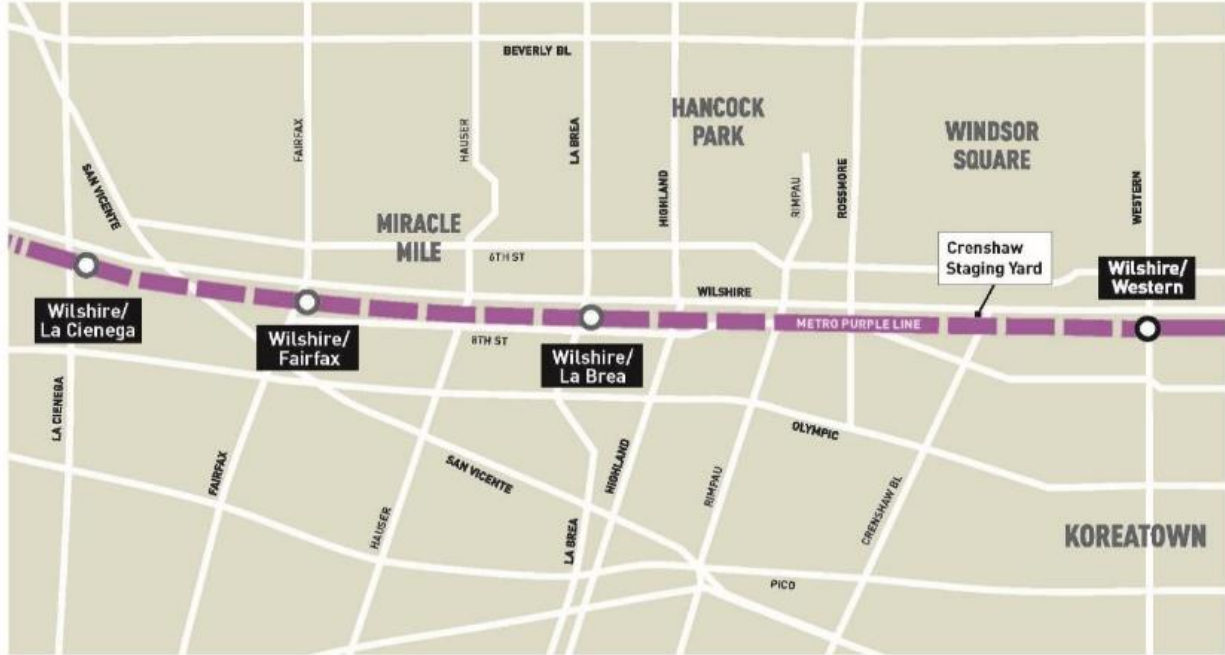 BEVERLY BL
FAIRFAX
HAUSER
LA BREA
HANCOCK
PARK
WINDSOR
SQUARE
SAN VICENTE
HIGHLAND
RIMPAU
ROSSMORE
WESTERN
MIRACLE
MILE
6TH ST
Crenshaw
Staging Yard
Wilshire/
Western
WILSHIRE
Wilshire/
La Cienega
Wilshire/
Fairfax
8TH ST
Wilshire/
La Brea
METRO PURPLE LINE
LA CIENEGA
FAIRFAX
HAUSER
SAN VICENTE
LA BREA
HIGHLAND
RIMPAU
OLYMPIC
CRENSHAW BL
KOREATOWN
PICO